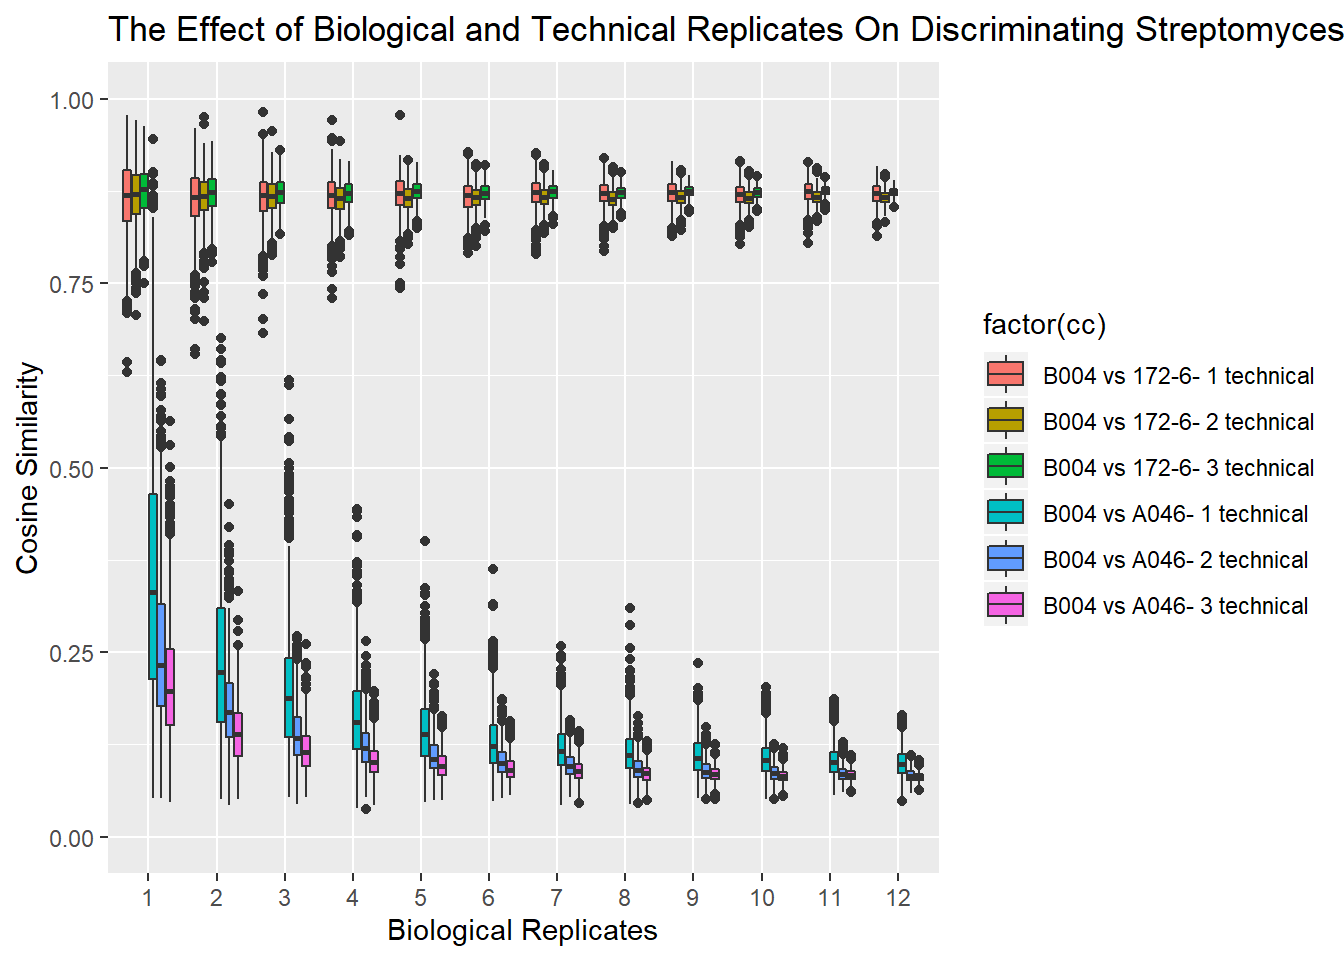 The Effect of Biological and Technical Replicates On Discriminating Streptomyces
1.00
0.75
0.50
0.25
0.00
Cosine Similarity
1 2 3 4 5 6 7 8 9 10 11 12
Biological Replicates
factor(cc)
B004 vs 172-6- 1 technical
B004 vs 172-6- 2 technical
B004 vs 172-6- 3 technical
B004 vs A046- 1 technical
B004 vs A046- 2 technical
B004 vs A046- 3 technical